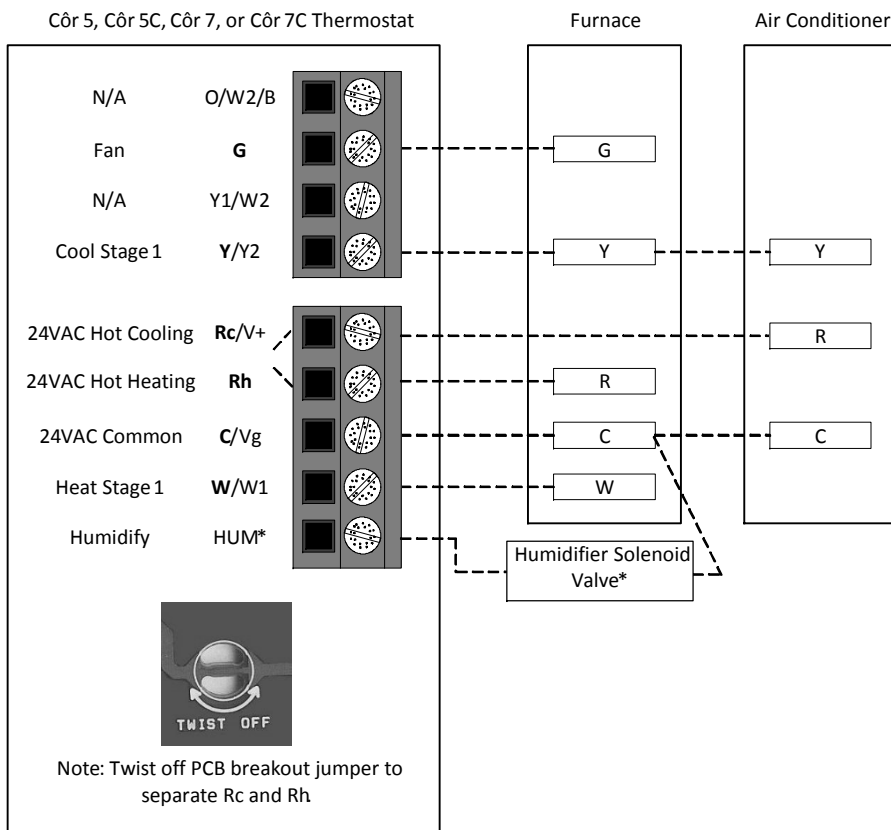 Côr 5, Côr 5C, Côr 7, or Côr 7C Thermostat Furnace Air Conditioner
N/A O/W2/B
Fan G G
N/A Y1/W2
Cool Stage 1 Y/Y2 Y Y
24VAC Hot Cooling Rc/V+ R
24VAC Hot Heating Rh R
24VAC Common C/Vg C C
Heat Stage 1 W/W1 W
Humidify HUM*
Humidifier Solenoid
Valve*
TWIST OFF
Note: Twist off PCB breakout jumper to
separate Rc and Rh.